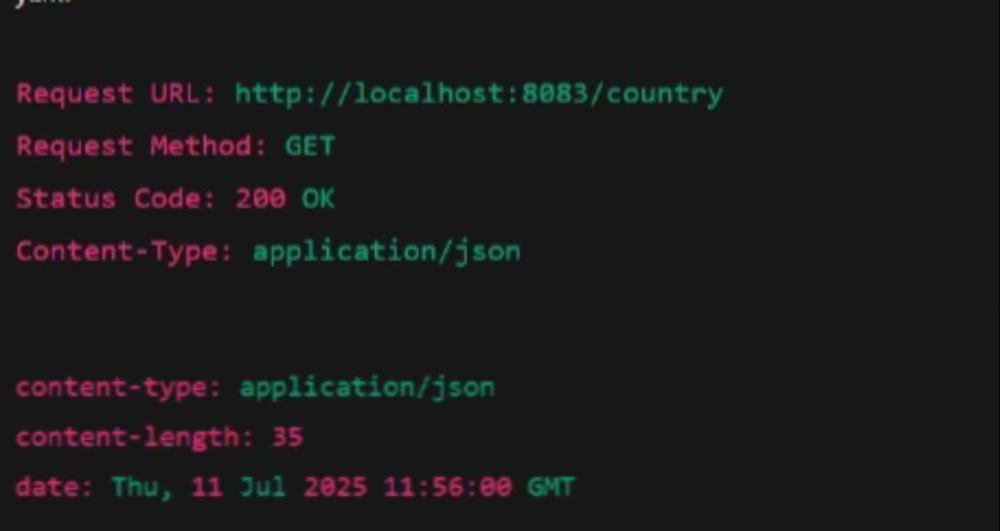 Request URL: http://localhost:8083/country
Request Method: GET
Status Code: 200 OK
Content-Type: application/json
content-type: application/json
content-length: 35
date: Thu, 11 Jul 2025 11:56:00 GMT